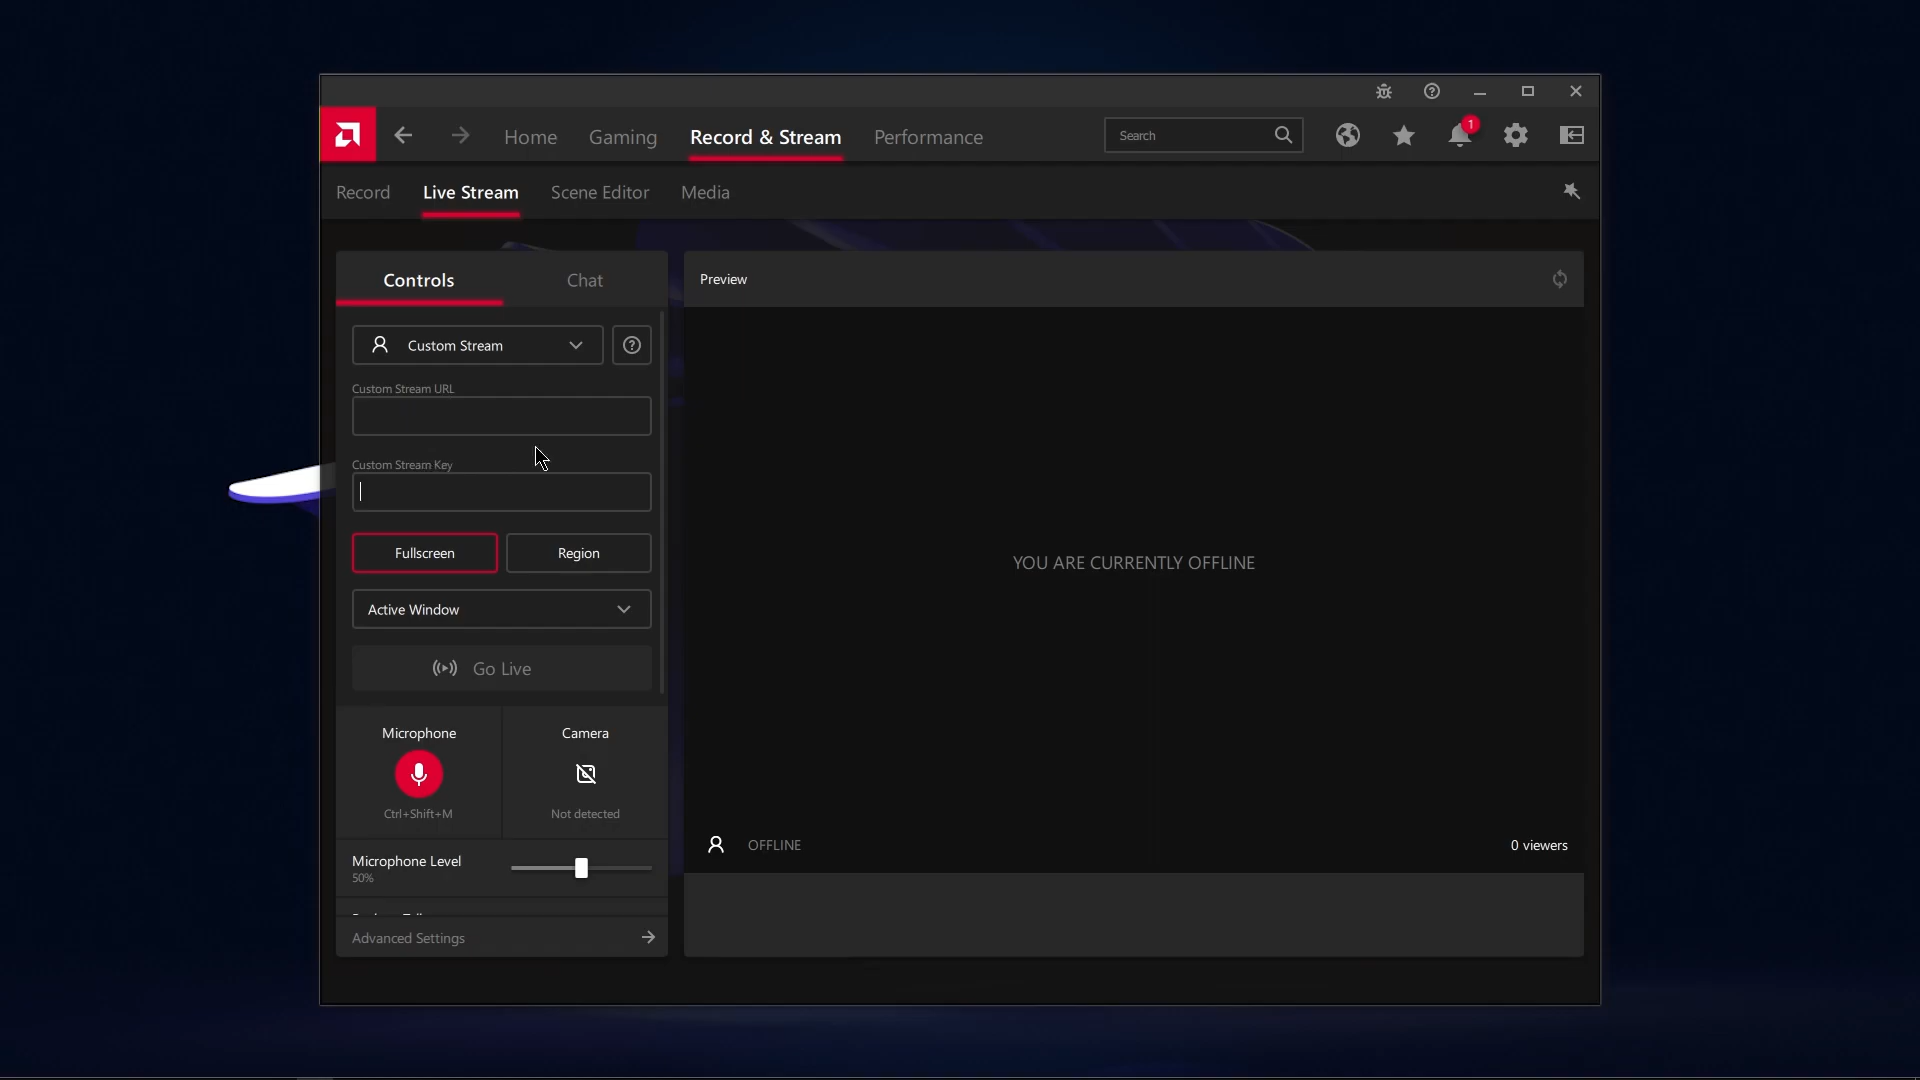 Home Gaming Record & Stream Performance Search 1
Record Live Stream Scene Editor Media
Controls Chat
Custom Stream
Custom Stream URL
Custom Stream Key
Fullscreen Region
Active Window
Go Live
Microphone Camera
Ctrl+Shift+M Not detected
Microphone Level
50%
Advanced Settings
Preview
YOU ARE CURRENTLY OFFLINE
OFFLINE 0 viewers